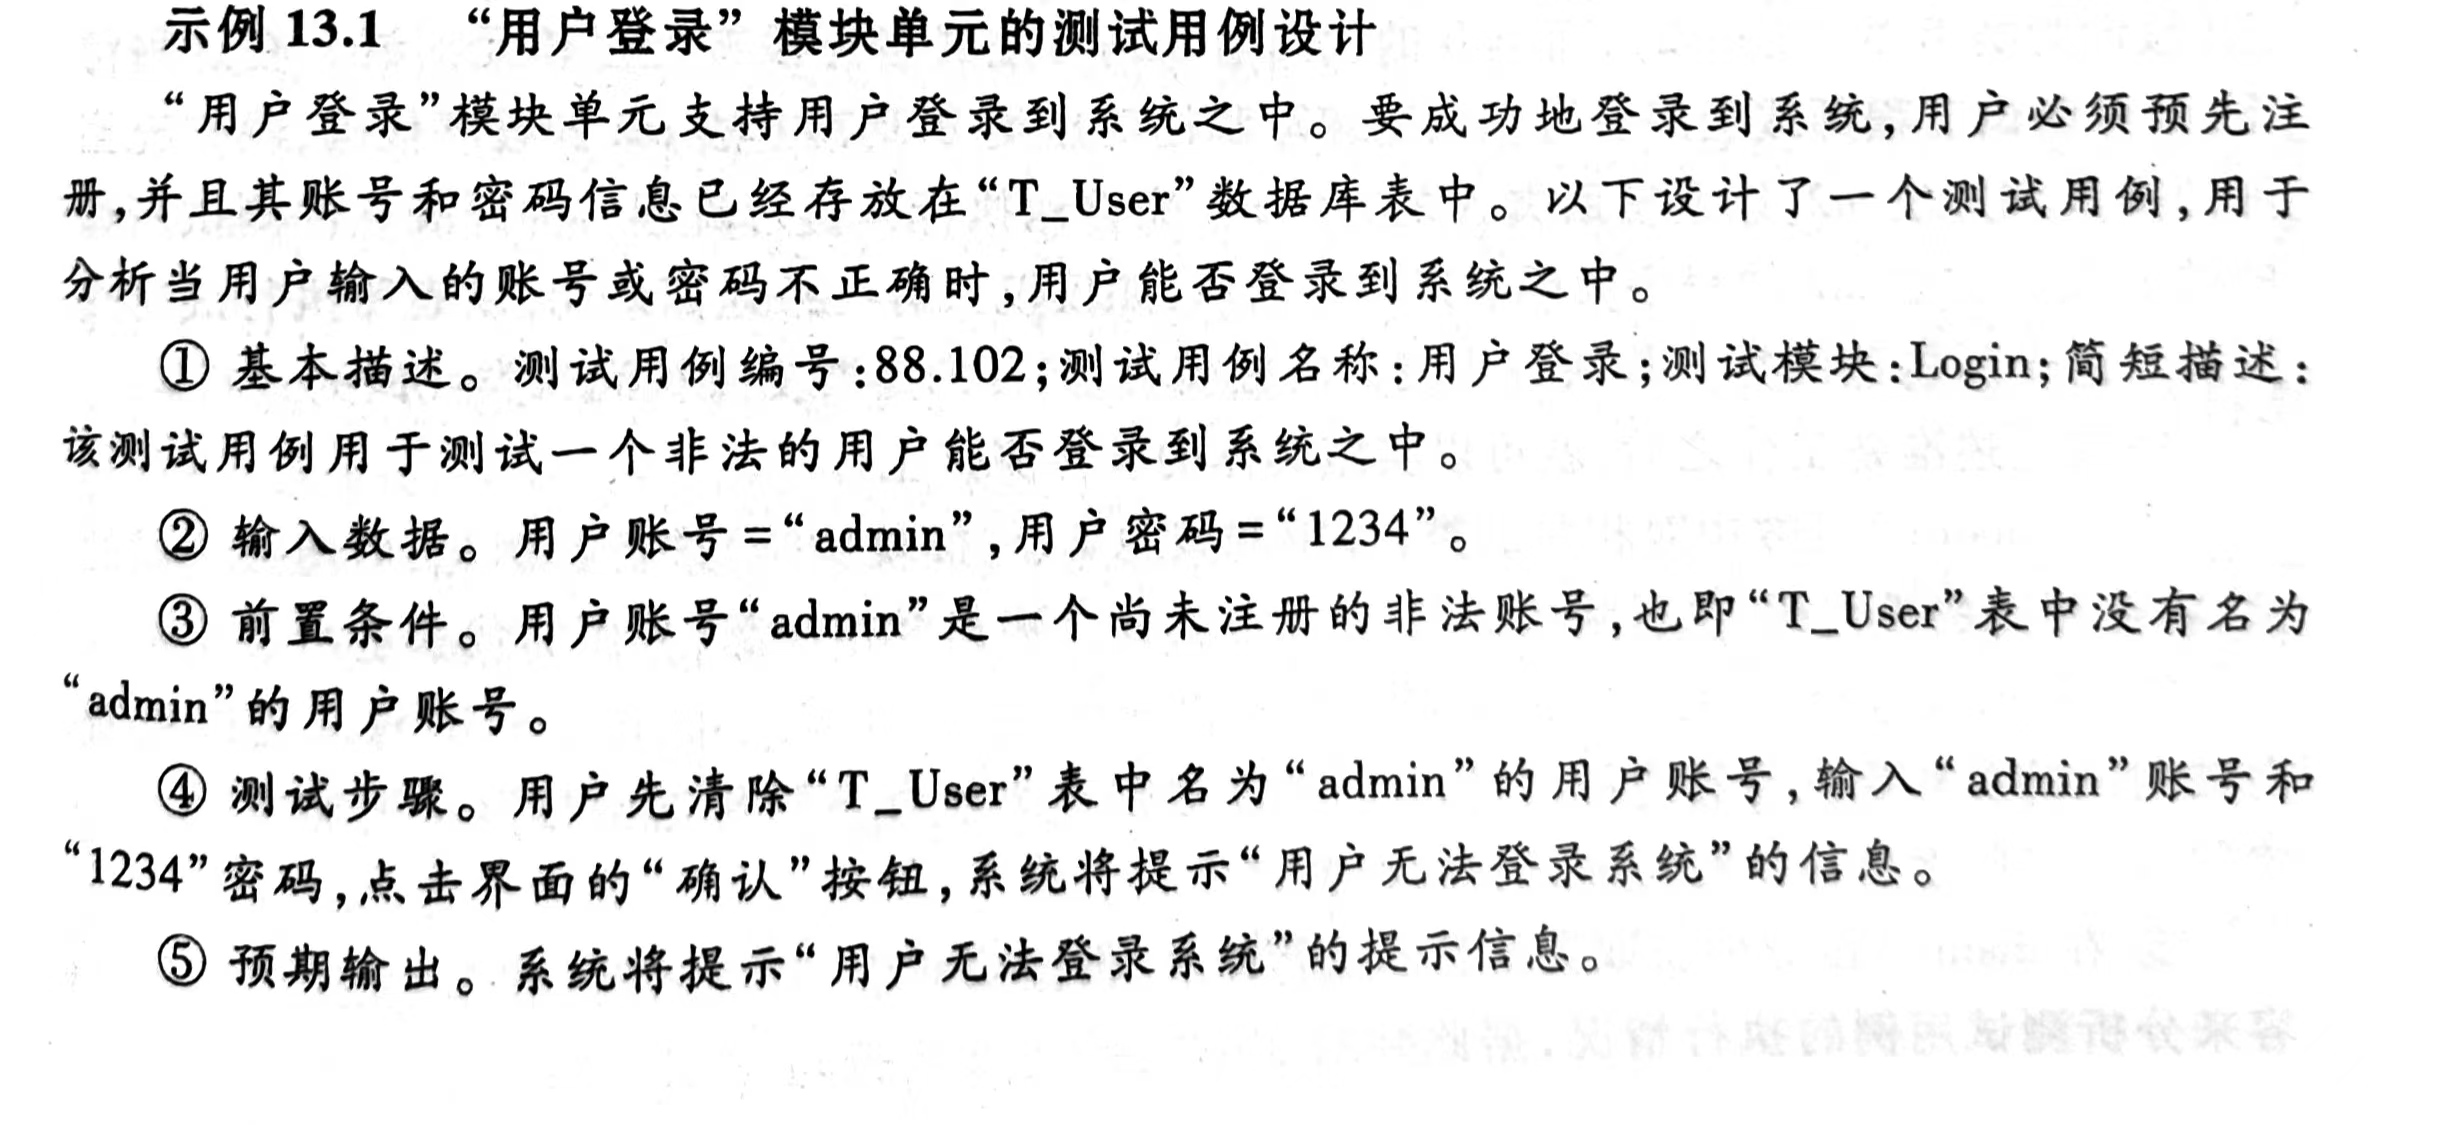 示例 13.1 “用户登录”模块单元的测试用例设计
“用户登录”模块单元支持用户登录到系统之中。要成功地登录到系统,用户必须预先注
册,并且其账号和密码信息已经存放在“T_User”数据库表中。以下设计了一个测试用例,用于
分析当用户输入的账号或密码不正确时,用户能否登录到系统之中。
① 基本描述。测试用例编号:88.102;测试用例名称:用户登录;测试模块:Login;简短描述:
该测试用例用于测试一个非法的用户能否登录到系统之中。
② 输入数据。用户账号=“admin”,用户密码=“1234”。
③ 前置条件。用户账号“admin”是一个尚未注册的非法账号,也即“T_User”表中没有名为
“admin”的用户账号。
④ 测试步骤。用户先清除“T_User”表中名为“admin”的用户账号,输入“admin”账号和
“1234”密码,点击界面的“确认”按钮,系统将提示“用户无法登录系统”的信息。
⑤ 预期输出。系统将提示“用户无法登录系统”的提示信息。